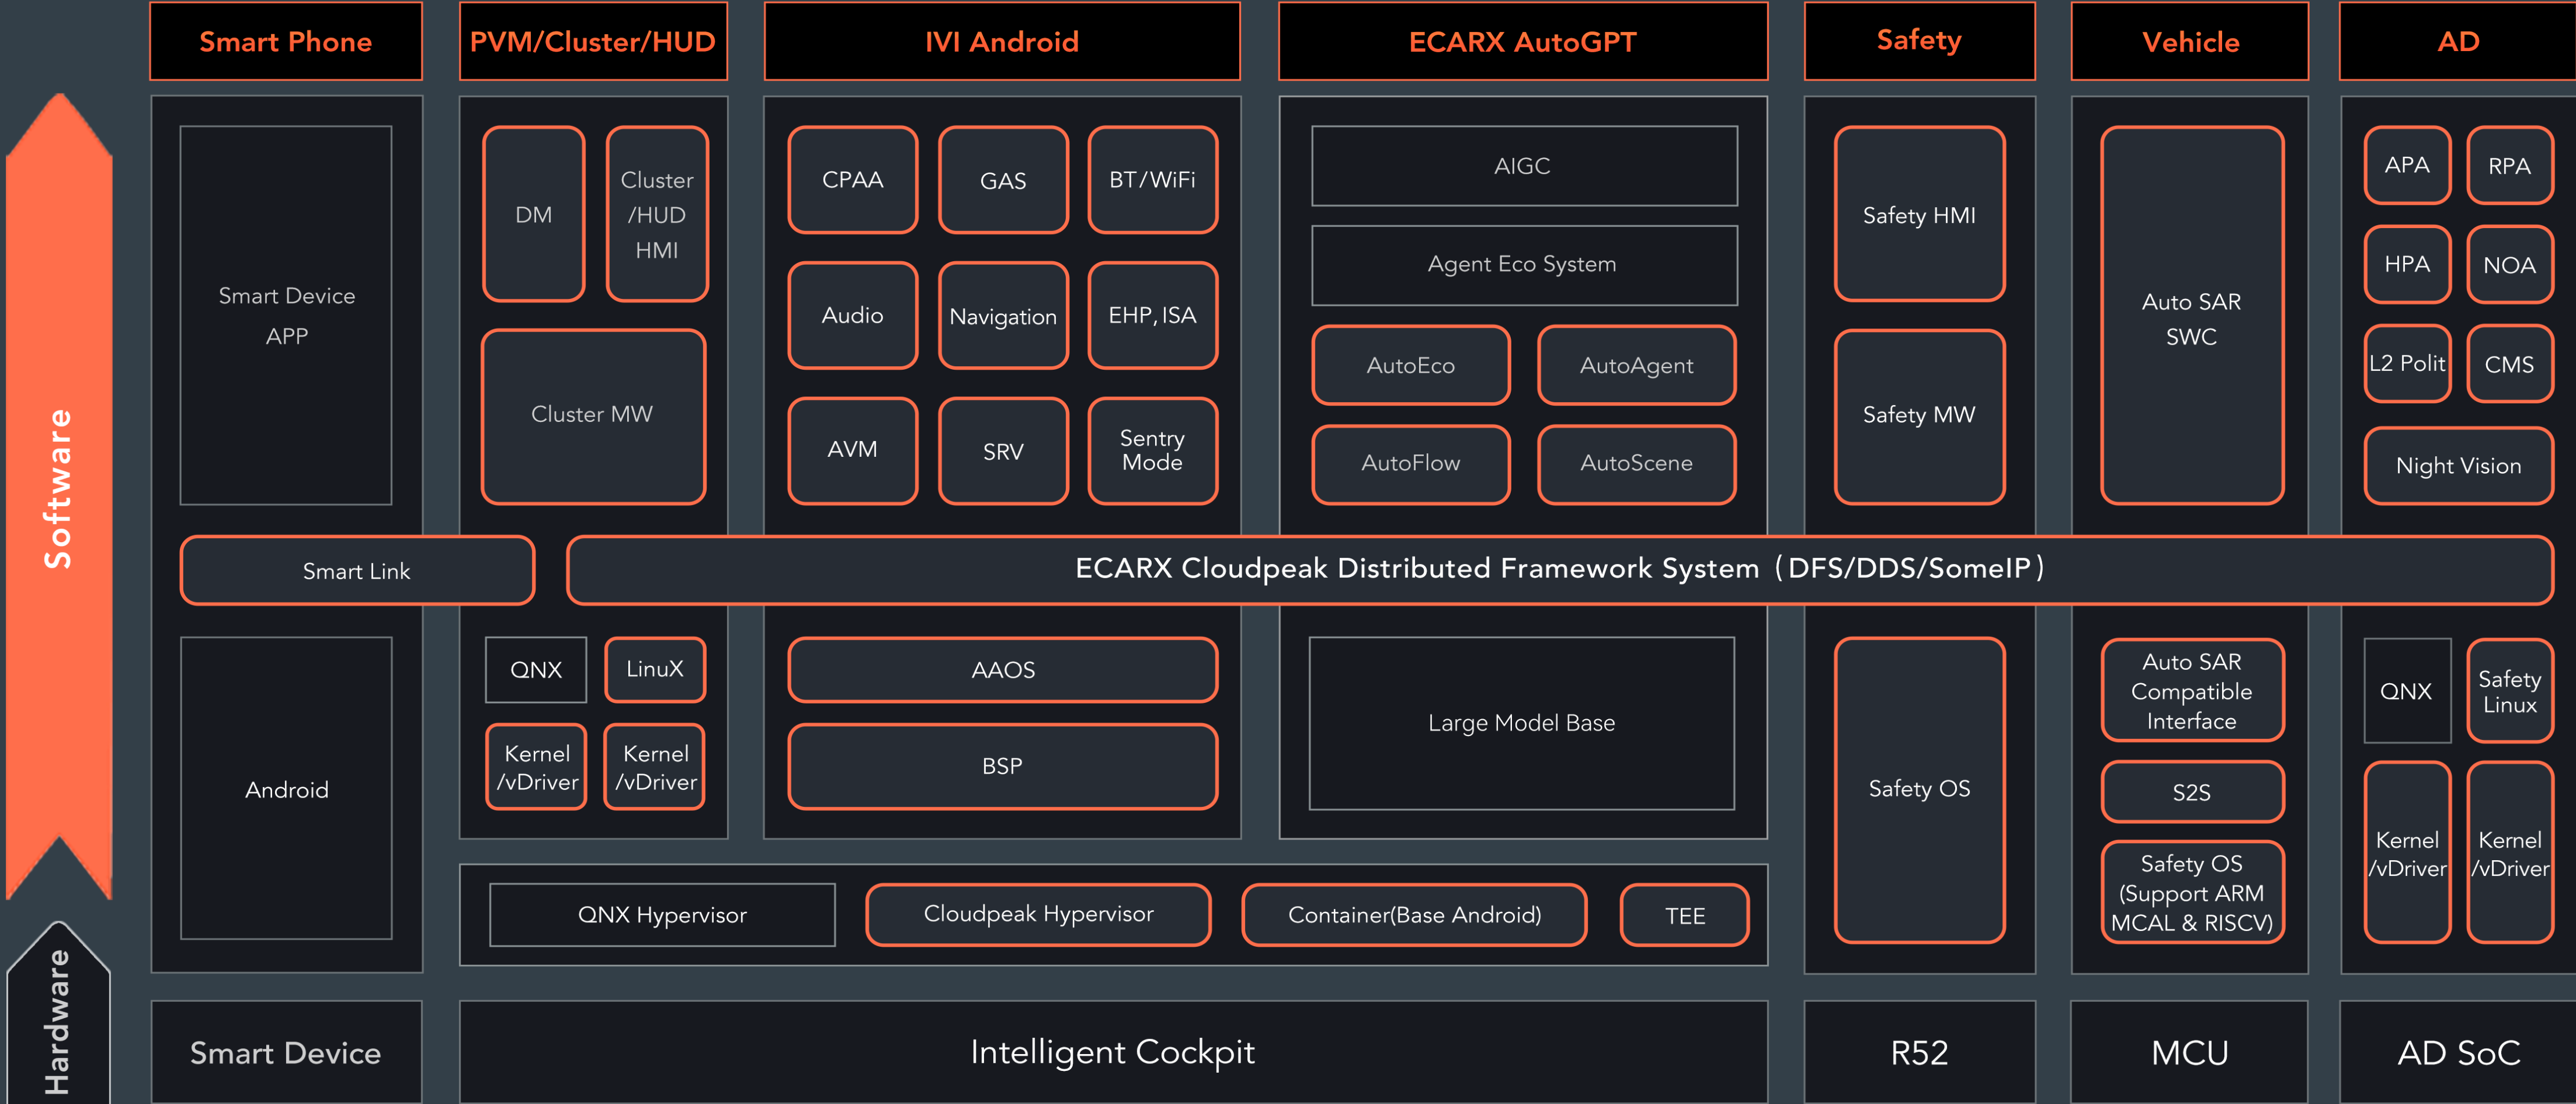 Smart Phone
PVM/Cluster/HUD
IVI Android
ECARX AutoGPT
Safety
Vehicle
AD
Software
Hardware
Smart Device
APP
DM
Cluster
/HUD
HMI
Cluster MW
CPAA
GAS
BT/WiFi
Audio
Navigation
EHP, ISA
AVM
SRV
Sentry
Mode
AIGC
Agent Eco System
AutoEco
AutoAgent
AutoFlow
AutoScene
Safety HMI
Safety MW
Auto SAR
SWC
APA
RPA
HPA
NOA
L2 Polit
CMS
Night Vision
Smart Link
ECARX Cloudpeak Distributed Framework System (DFS/DDS/SomeIP)
Android
QNX
LinuX
Kernel
/vDriver
Kernel
/vDriver
AAOS
BSP
Large Model Base
Safety OS
Auto SAR
Compatible
Interface
S2S
Safety OS
(Support ARM
MCAL & RISCV)
QNX
Safety
Linux
Kernel
/vDriver
Kernel
/vDriver
QNX Hypervisor
Cloudpeak Hypervisor
Container(Base Android)
TEE
Smart Device
Intelligent Cockpit
R52
MCU
AD SoC